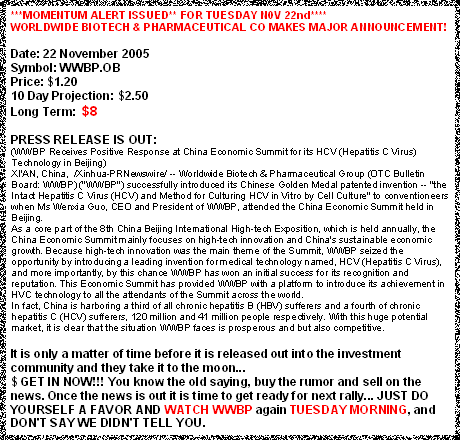 ***MOMENTUM ALERT ISSUED** FOR TUESDAY N0V 22nd****
WORLDWIDE BIOTECH & PHARMACEUTICAL CO MAKES MAJOR ANNOUNCEMENT!
Date: 22 November 2005
Symbol: WWBP.OB
Price: $1.20
10 Day Projection: $2.50
Long Term: $8
PRESS RELEASE IS OUT:
(WWBP Receives Positive Response at China Economic Summit for its HCV (Hepatitis C Virus)
Technology in Beijing)
XI'AN, China, /Xinhua-PRNewswire/ -- Worldwide Biotech & Pharmaceutical Group (OTC Bulletin
Board: WWBP) ("WWBP") successfully introduced its Chinese Golden Medal patented invention -- "the
Intact Hepatitis C Virus (HCV) and Method for Culturing HCV in Vitro by Cell Culture" to conventioneers
when Ms Wenxia Guo, CEO and President of WWBP, attended the China Economic Summit held in
Beijing.
As a core part of the 8th China Beijing International High-tech Exposition, which is held annually, the
China Economic Summit mainly focuses on high-tech innovation and China's sustainable economic
growth. Because high-tech innovation was the main theme of the Summit, WWBP seized the
opportunity by introducing a leading invention for medical technology named, HCV (Hepatitis C Virus),
and more importantly, by this chance WWBP has won an initial success for its recognition and
reputation. This Economic Summit has provided WWBP with a platform to introduce its achievement in
HVC technology to all the attendants of the Summit across the world.
In fact, China is harboring a third of all chronic hepatitis B (HBV) sufferers and a fourth of chronic
hepatitis C (HCV) sufferers, 120 million and 41 million people respectively. With this huge potential
market, it is clear that the situation WWBP faces is prosperous and but also competitive.
It is only a matter of time before it is released out into the investment
community and they take it to the moon...
$ GET IN NOW!!! You know the old saying, buy the rumor and sell on the
news. Once the news is out it is time to get ready for next rally... JUST DO
YOURSELF A FAVOR AND WATCH WWBP again TUESDAY MORNING, and
DON'T SAY WE DIDN'T TELL YOU.